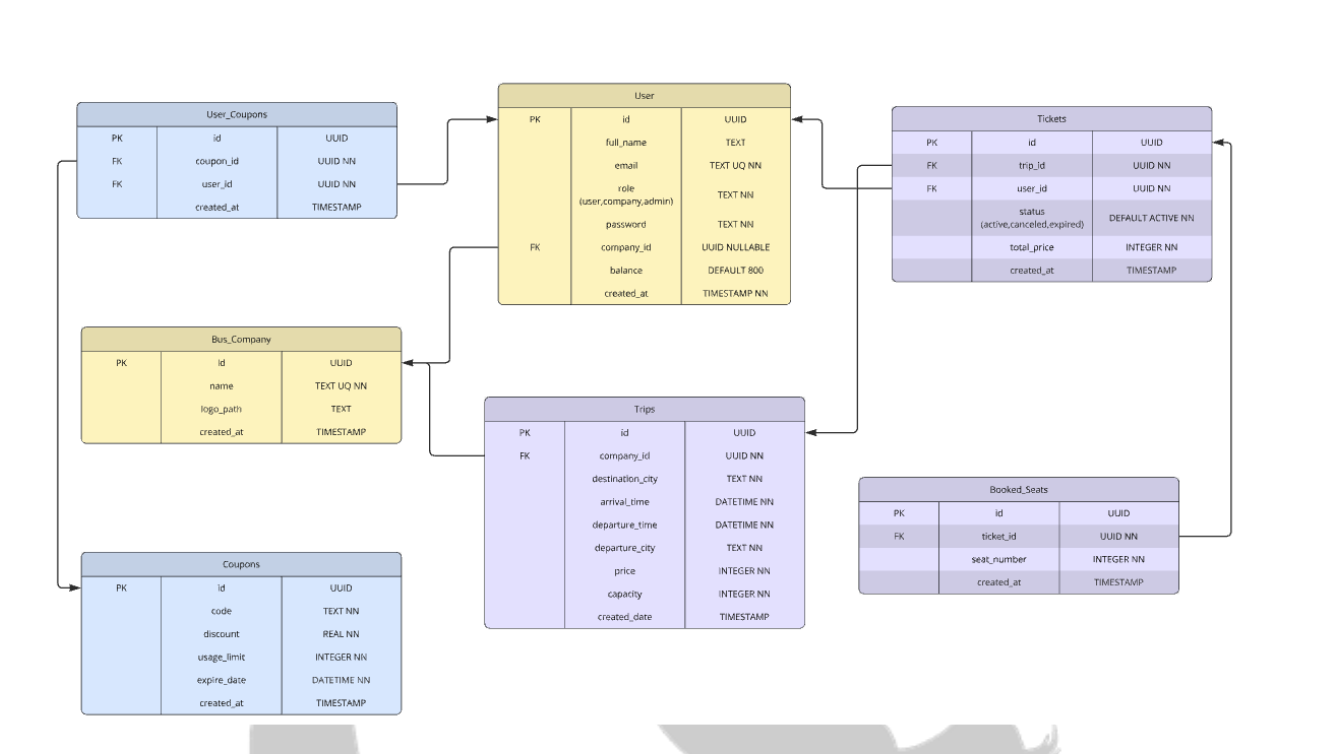 User_Coupons
PK id UUID
FK coupon_id UUID NN
FK user_id UUID NN
created_at TIMESTAMP
User
PK id UUID
full_name TEXT
email TEXT UQ NN
role
(user,company,admin) TEXT NN
password TEXT NN
FK company_id UUID NULLABLE
balance DEFAULT 800
created_at TIMESTAMP NN
Tickets
PK id UUID
FK trip_id UUID NN
FK user_id UUID NN
status
(active,canceled,expired) DEFAULT ACTIVE NN
total_price INTEGER NN
created_at TIMESTAMP
Bus_Company
PK id UUID
name TEXT UQ NN
logo_path TEXT
created_at TIMESTAMP
Trips
PK id UUID
FK company_id UUID NN
destination_city TEXT NN
arrival_time DATETIME NN
departure_time DATETIME NN
departure_city TEXT NN
price INTEGER NN
capacity INTEGER NN
created_date TIMESTAMP
Booked_Seats
PK id UUID
FK ticket_id UUID NN
seat_number INTEGER NN
created_at TIMESTAMP
Coupons
PK id UUID
code TEXT NN
discount REAL NN
usage_limit INTEGER NN
expire_date DATETIME NN
created_at TIMESTAMP